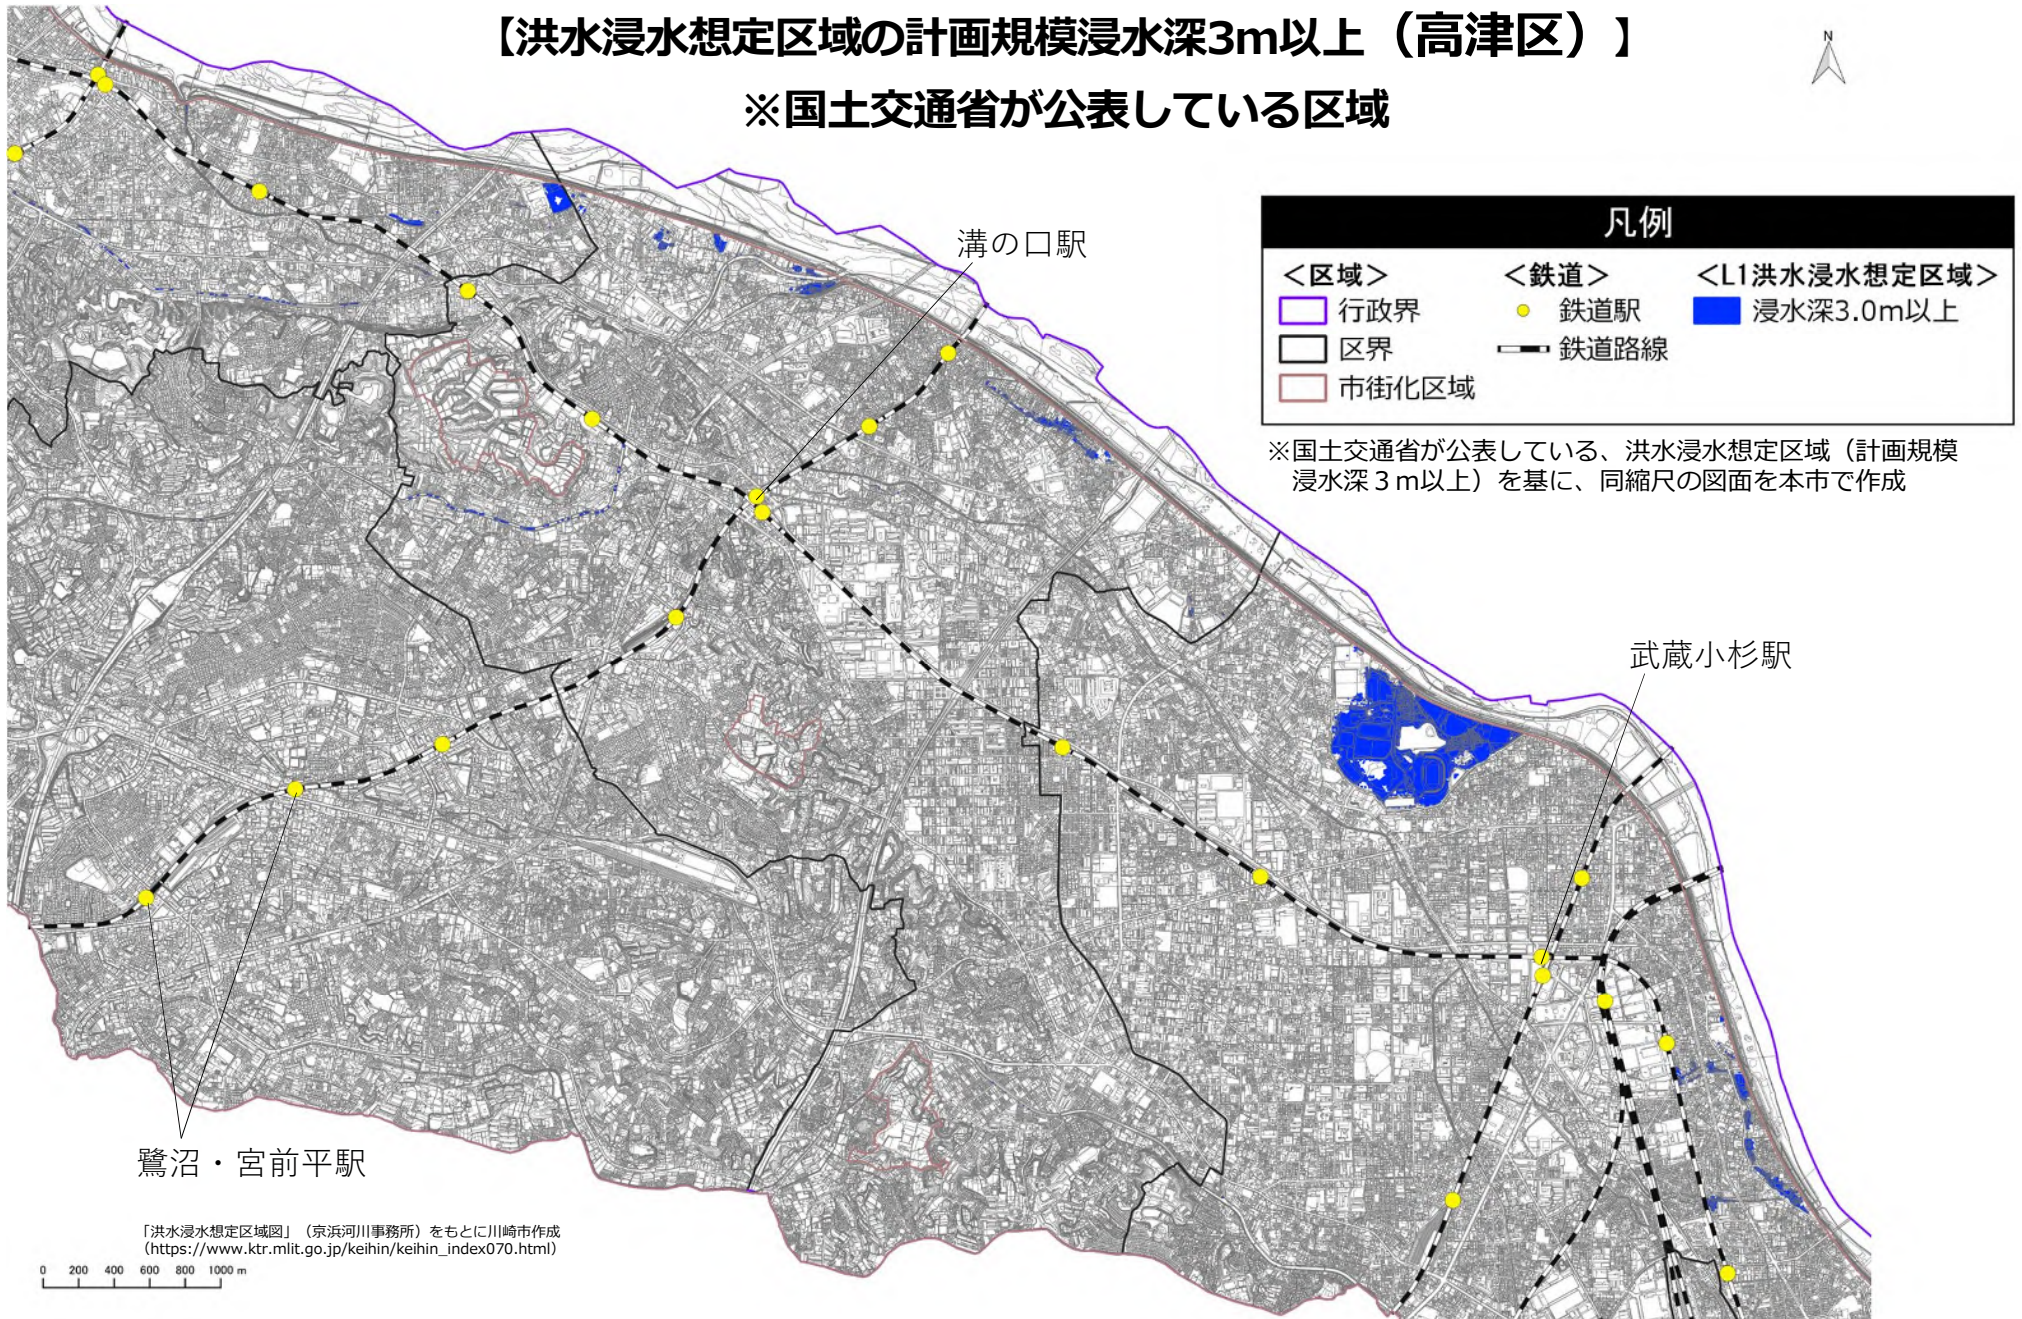 【洪水浸水想定区域の計画規模浸水深3m以上（高津区）】
※国土交通省が公表している区域
N
凡例
＜区域＞ ＜鉄道＞ ＜L1洪水浸水想定区域＞
行政界 鉄道駅 浸水深3.0m以上
区界 鉄道路線
市街化区域
※国土交通省が公表している、洪水浸水想定区域（計画規模
浸水深３m以上）を基に、同縮尺の図面を本市で作成
溝の口駅
武蔵小杉駅
鷺沼・宮前平駅
「洪水浸水想定区域図」（京浜河川事務所）をもとに川崎市作成
（https://www.ktr.mlit.go.jp/keihin/keihin_index070.html）
0 200 400 600 800 1000 m